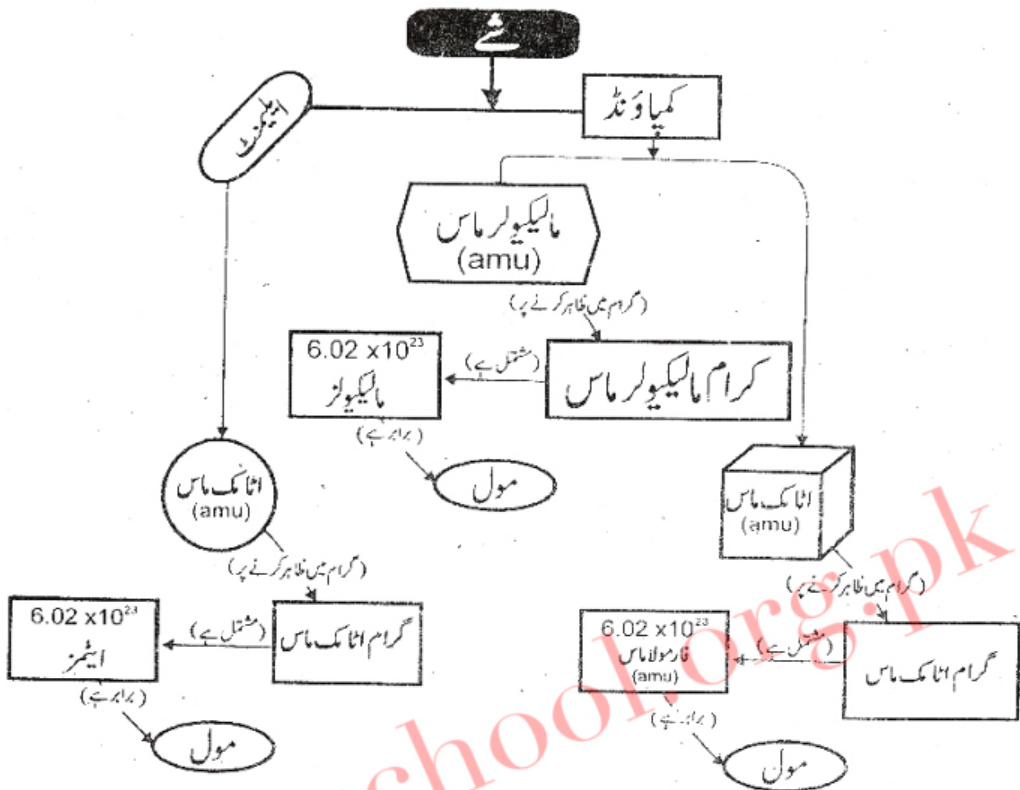 شے
ایلیمنٹ
کمپاؤنڈ
مالیکیولر ماس
(amu)
(گرام میں ظاہر کرنے پر)
6.02 x10²³
مالیکیولز
(مشتمل ہے)
کرام مالیکیولر ماس
(برابر ہے)
مول
اٹامک ماس
(amu)
اٹامک ماس
(amu)
(گرام میں ظاہر کرنے پر)
(گرام میں ظاہر کرنے پر)
6.02 x10²³
ایٹمز
(مشتمل ہے)
گرام اٹامک ماس
6.02 x10²³
فارمولا ماس
(amu)
(مشتمل ہے)
گرام اٹامک ماس
(برابر ہے)
مول
(برابر ہے)
مول
chool.org.pk